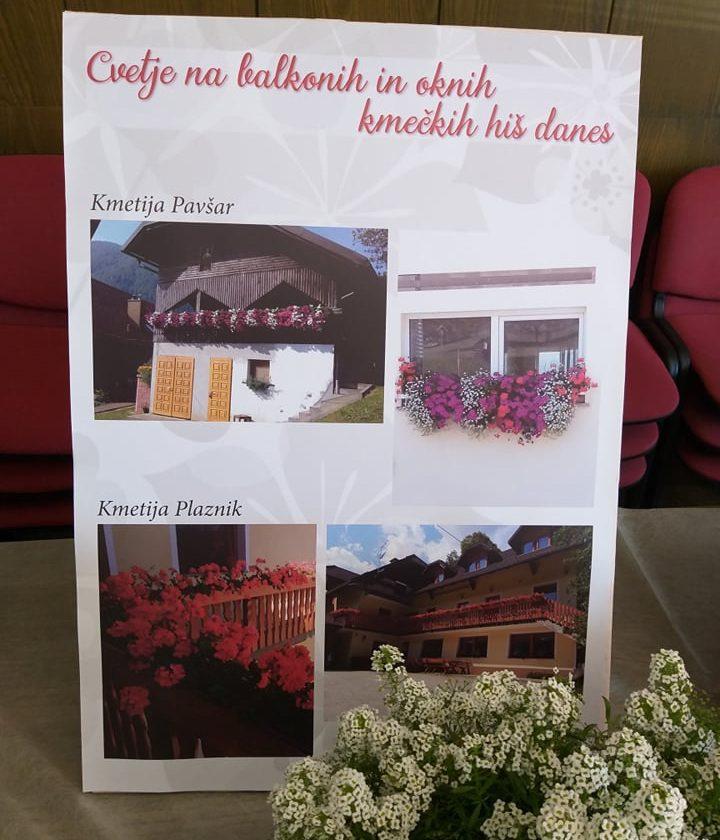 Cvetje na balkonih in oknih
kmečkih hiš danes
Kmetija Pavšar
Kmetija Plaznik